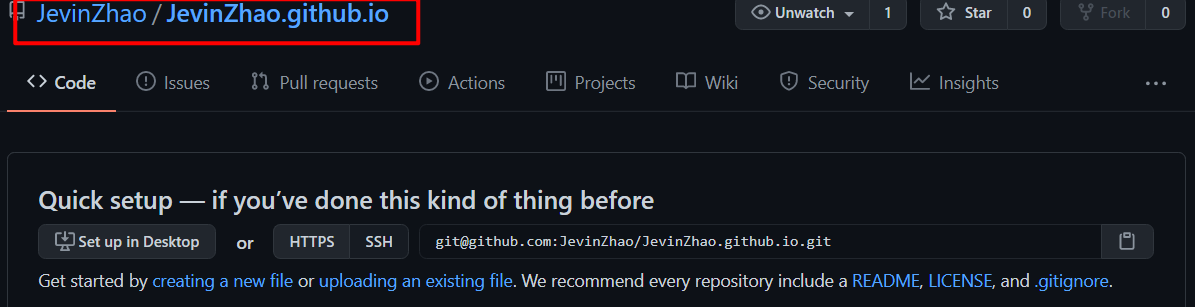 JevinZhao / JevinZhao.github.io Unwatch 1 Star 0 Fork 0
Code Issues Pull requests Actions Projects Wiki Security Insights ...
Quick setup — if you’ve done this kind of thing before
Set up in Desktop or HTTPS SSH git@github.com:JevinZhao/JevinZhao.github.io.git
Get started by creating a new file or uploading an existing file. We recommend every repository include a README, LICENSE, and .gitignore.